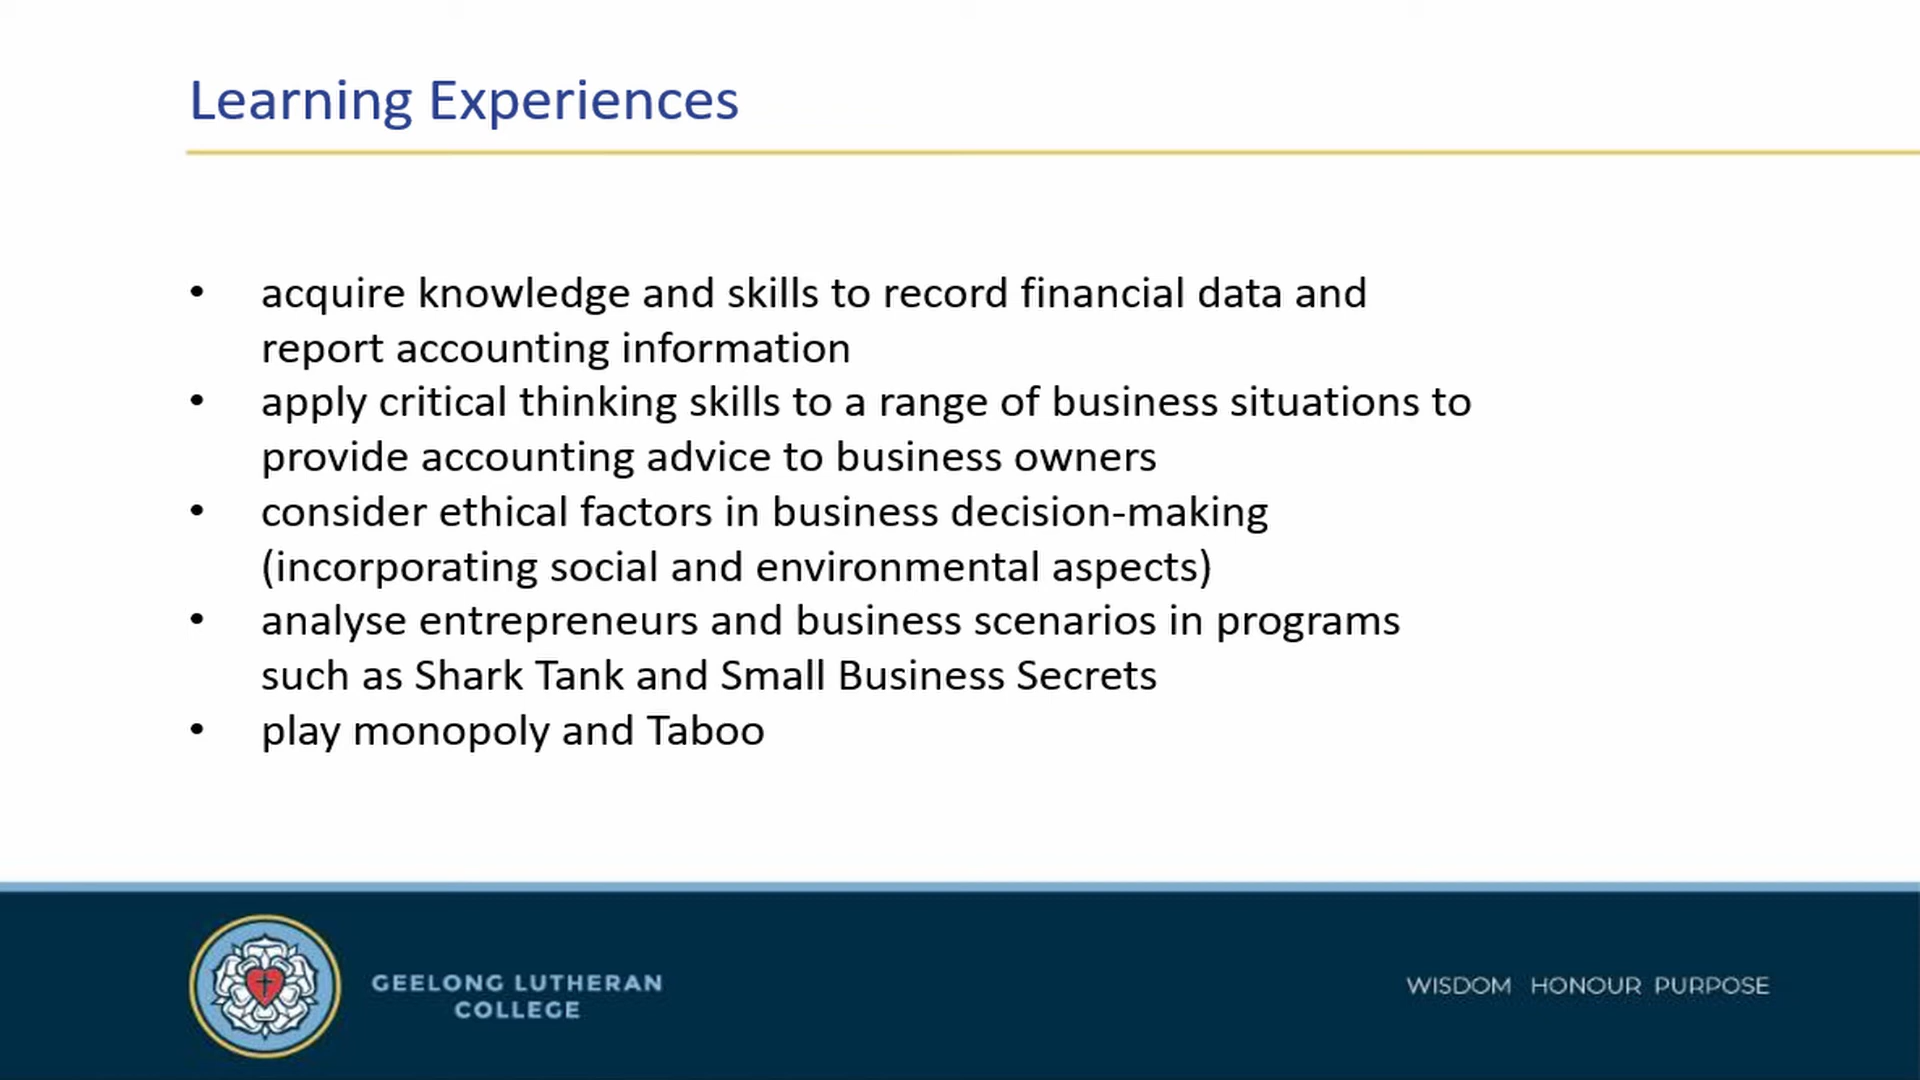 Learning Experiences
• acquire knowledge and skills to record financial data and
report accounting information
• apply critical thinking skills to a range of business situations to
provide accounting advice to business owners
• consider ethical factors in business decision-making
(incorporating social and environmental aspects)
• analyse entrepreneurs and business scenarios in programs
such as Shark Tank and Small Business Secrets
• play monopoly and Taboo
GEELONG LUTHERAN
COLLEGE
WISDOM HONOUR PURPOSE